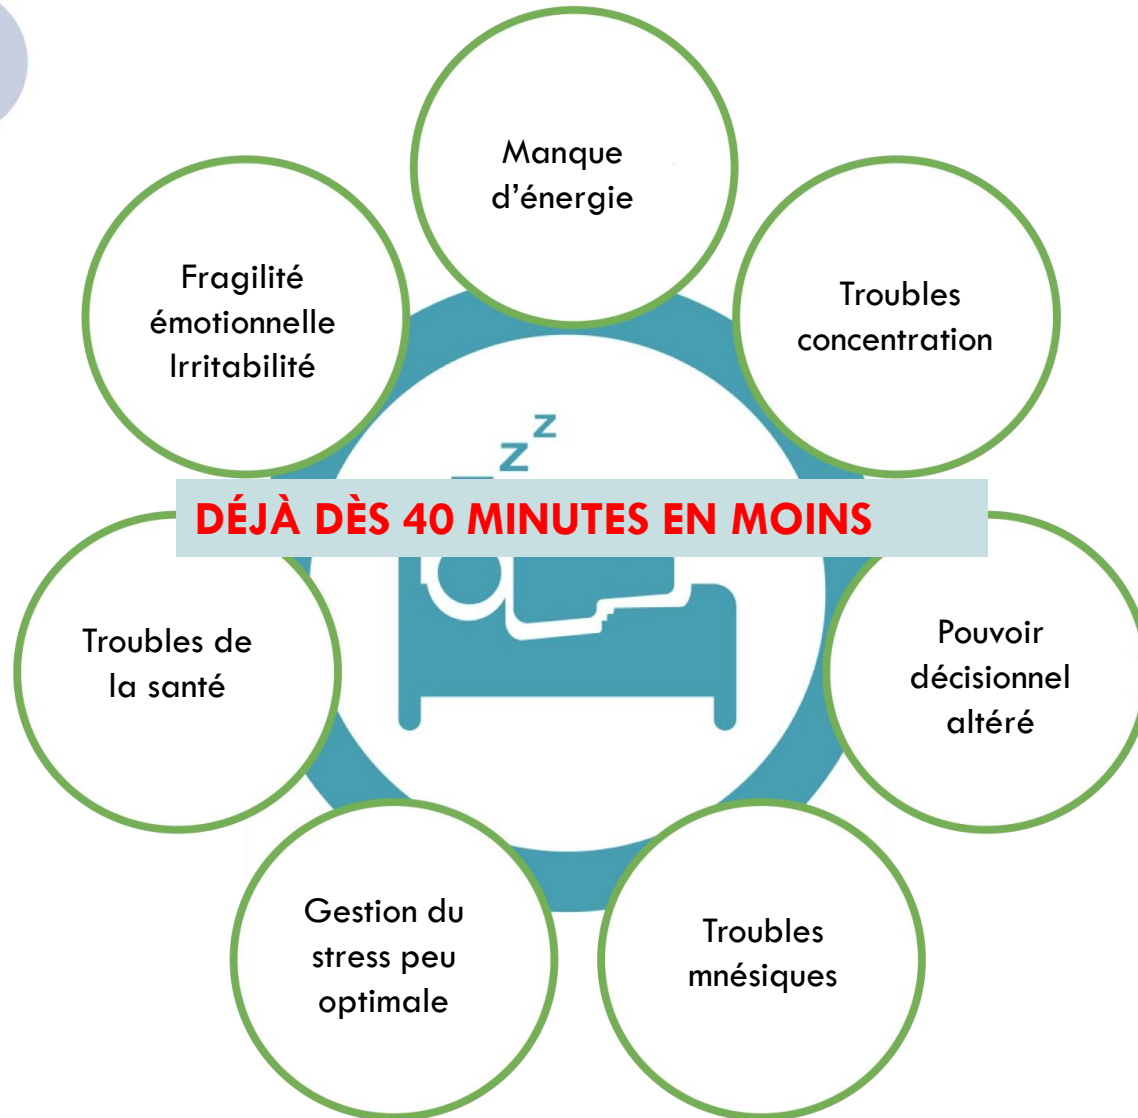 Manque
d’énergie
Troubles
concentration
Pouvoir
décisionnel
altéré
Troubles
mnésiques
Gestion du
stress peu
optimale
Troubles de
la santé
Fragilité
émotionnelle
Irritabilité
z
z
DÉJÀ DÈS 40 MINUTES EN MOINS